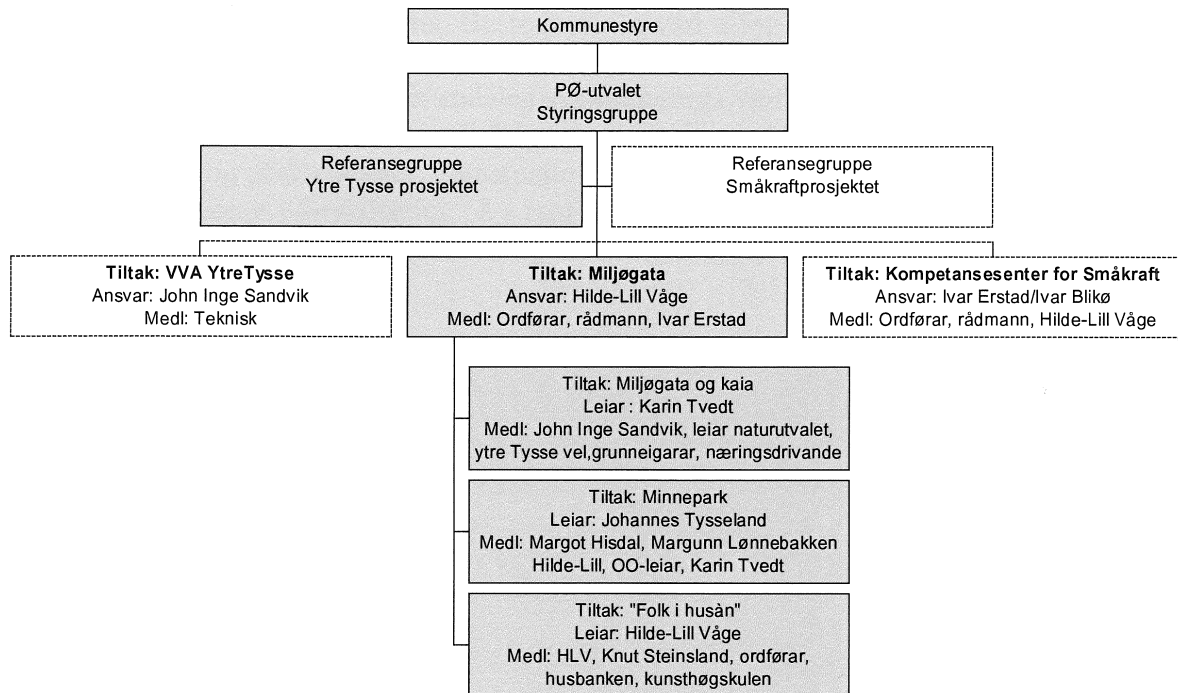 Kommunestyre
PØ-utvalet
Styringsgruppe
Referansegruppe
Ytre Tysse prosjektet
Referansegruppe
Småkraftprosjektet
Tiltak: VVA YtreTysse
Ansvar: John Inge Sandvik
Medl: Teknisk
Tiltak: Miljøgata
Ansvar: Hilde-Lill Våge
Medl: Ordførar, rådmann, Ivar Erstad
Tiltak: Kompetansesenter for Småkraft
Ansvar: Ivar Erstad/Ivar Blikø
Medl: Ordførar, rådmann, Hilde-Lill Våge
Tiltak: Miljøgata og kaia
Leiar : Karin Tvedt
Medl: John Inge Sandvik, leiar naturutvalet,
ytre Tysse vel,grunneigarar, næringsdrivande
Tiltak: Minnepark
Leiar: Johannes Tysseland
Medl: Margot Hisdal, Margunn Lønnebakken
Hilde-Lill, OO-leiar, Karin Tvedt
Tiltak: "Folk i husàn"
Leiar: Hilde-Lill Våge
Medl: HLV, Knut Steinsland, ordførar,
husbanken, kunsthøgskulen